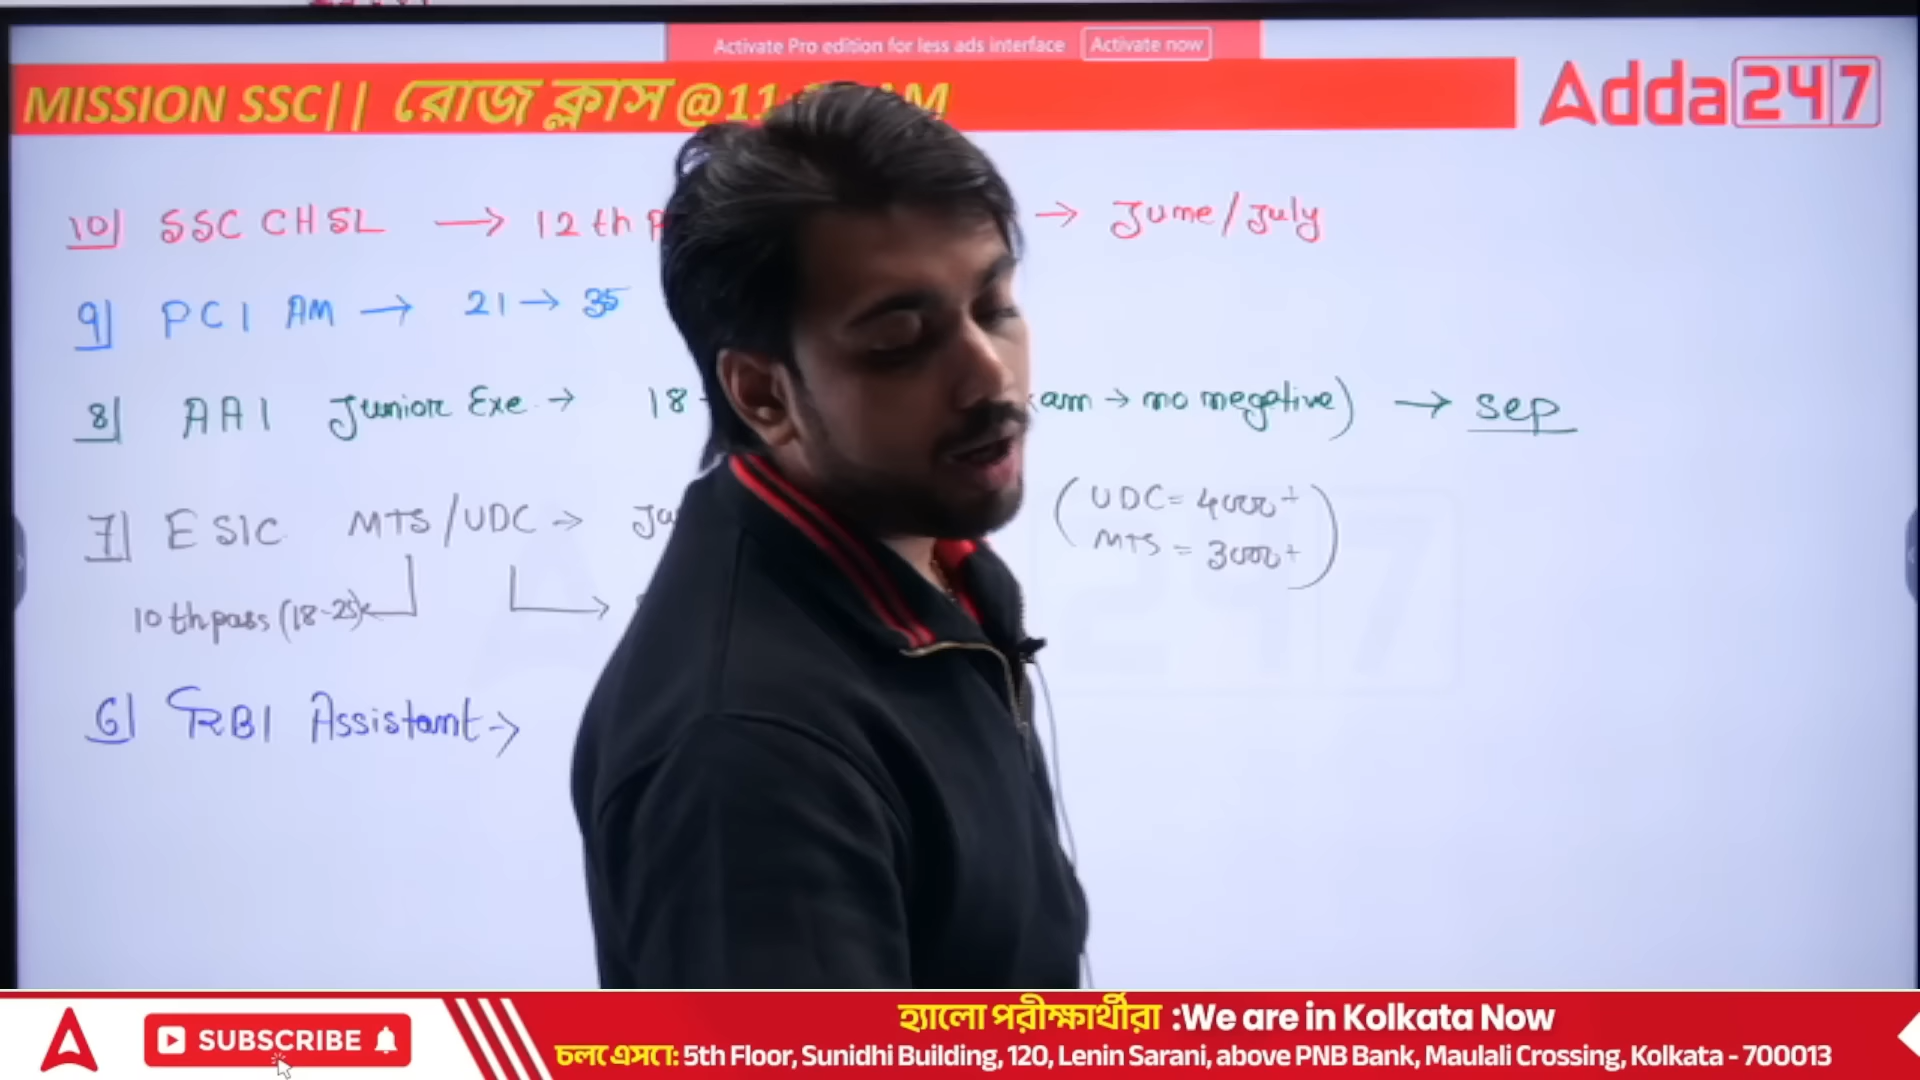 Activate Pro edition for less ads interface Activate now
MISSION SSC|| রোজ ক্লাস @11: AM
Adda247
10) SSC CHSL → 12th → June/July
9) PCI AM → 21 → 35
8) AAI Junior Exe. → 18 am → no negative) → sep
7) ESIC MTS/UDC → Ja (UDC = 4000+
MTS = 3000+)
10th pass (18-25)
6) RBI Assistant →
হ্যালো পরীক্ষার্থীরা :We are in Kolkata Now
SUBSCRIBE
চলে এসো: 5th Floor, Sunidhi Building, 120, Lenin Sarani, above PNB Bank, Maulali Crossing, Kolkata - 700013